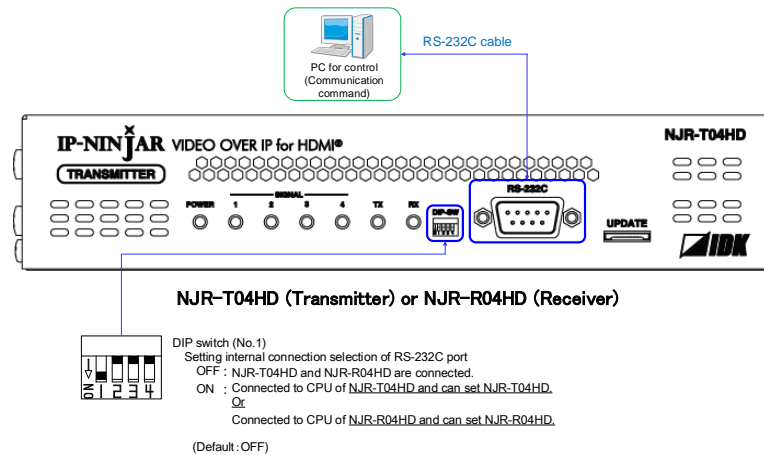 RS-232C cable
PC for control
(Communication
command)
IP-NINJAR VIDEO OVER IP for HDMI®
NJR-T04HD
TRANSMITTER
SIGNAL
POWER 1 2 3 4 TX RX DIP-SW
RS-232C
UPDATE
IDK
NJR-T04HD (Transmitter) or NJR-R04HD (Receiver)
ON 1 2 3 4
DIP switch (No.1)
Setting internal connection selection of RS-232C port
OFF : NJR-T04HD and NJR-R04HD are connected.
ON : Connected to CPU of NJR-T04HD and can set NJR-T04HD.
Or
Connected to CPU of NJR-R04HD and can set NJR-R04HD.
(Default : OFF)